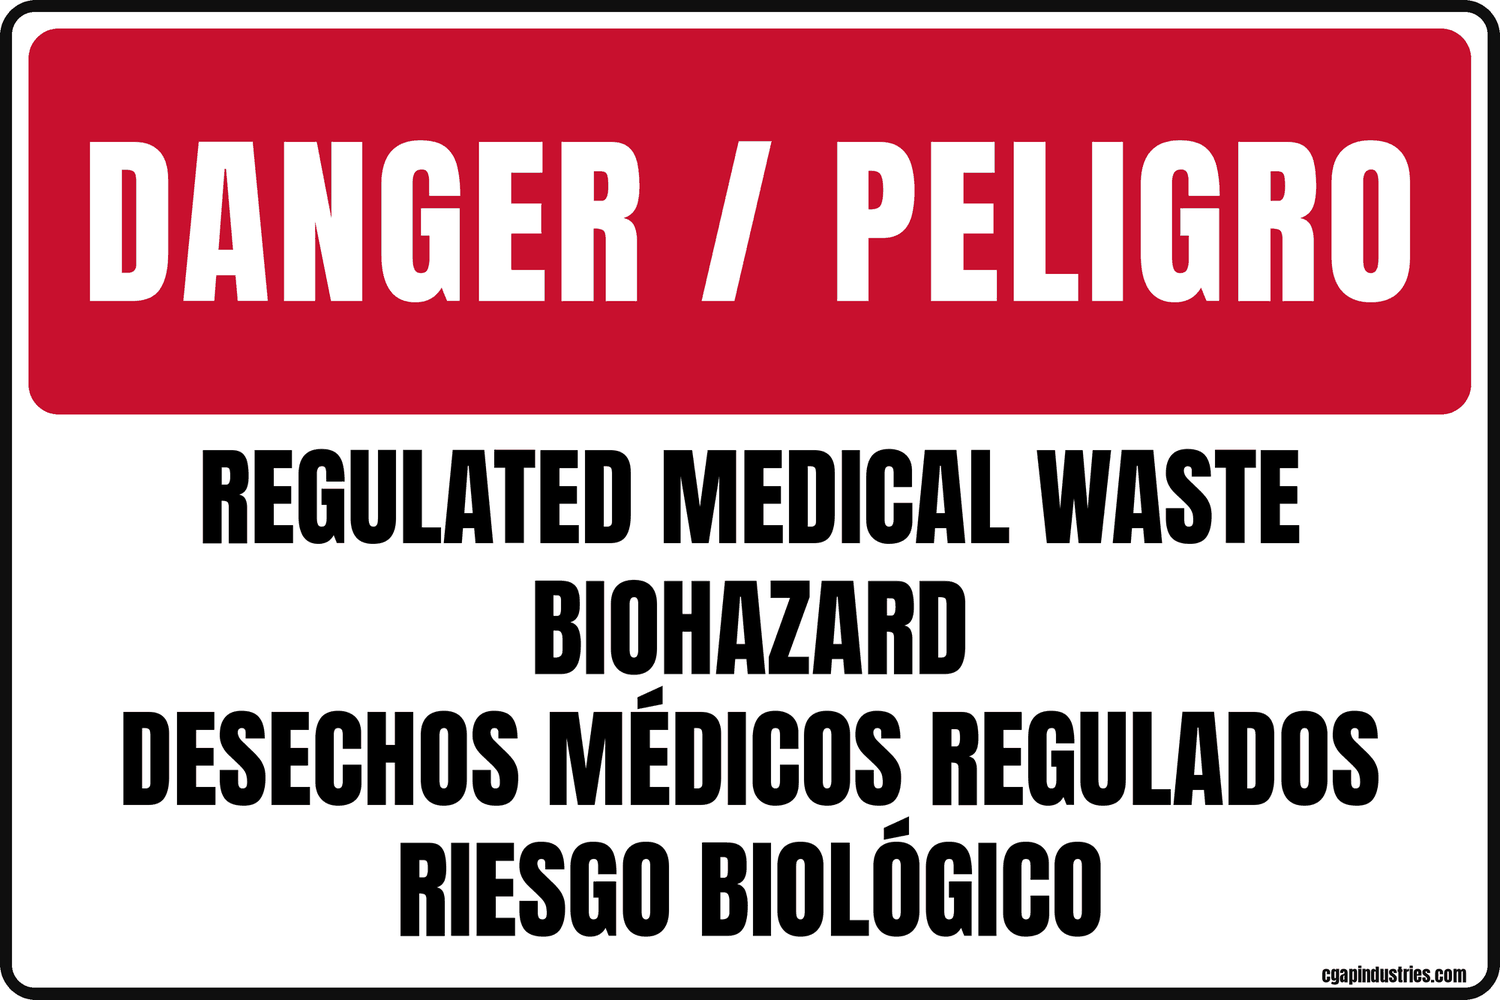 DANGER / PELIGRO
REGULATED MEDICAL WASTE
BIOHAZARD
DESECHOS MÉDICOS REGULADOS
RIESGO BIOLÓGICO
cgapindustries.com